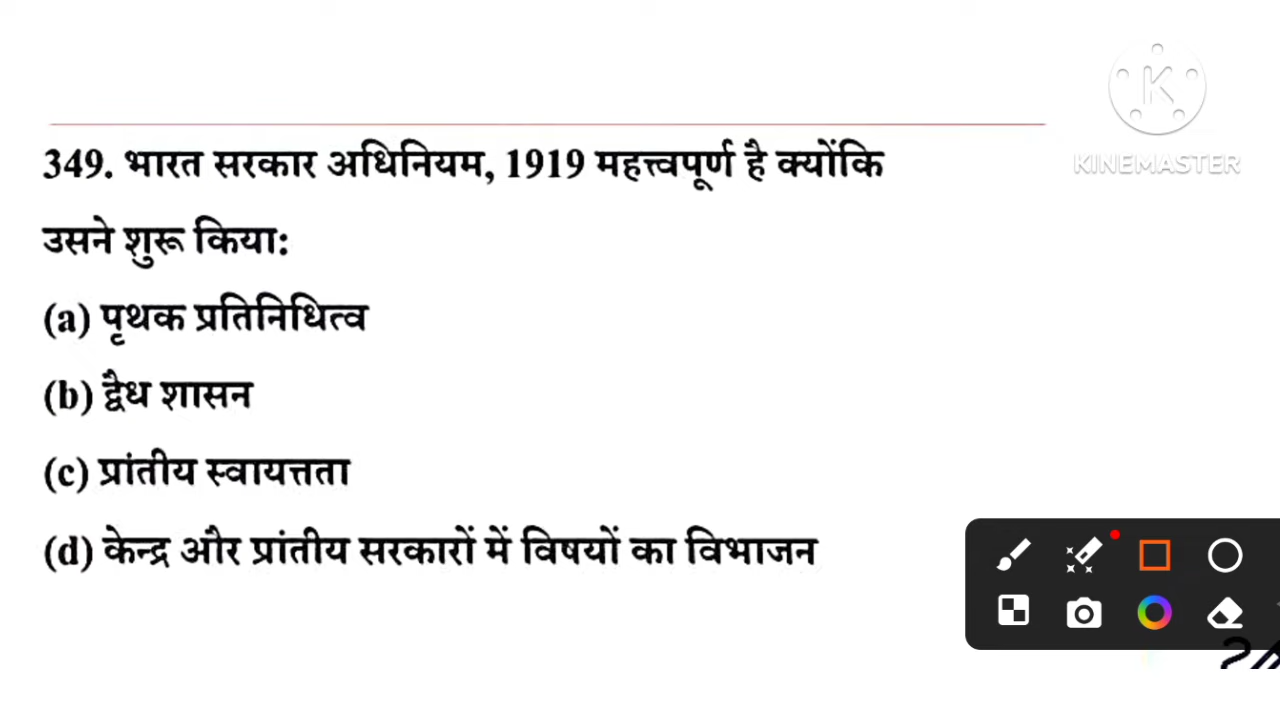 349. भारत सरकार अधिनियम, 1919 महत्त्वपूर्ण है क्योंकि
उसने शुरू किया:
(a) पृथक प्रतिनिधित्व
(b) द्वैध शासन
(c) प्रांतीय स्वायत्तता
(d) केन्द्र और प्रांतीय सरकारों में विषयों का विभाजन
K
KINEMASTER